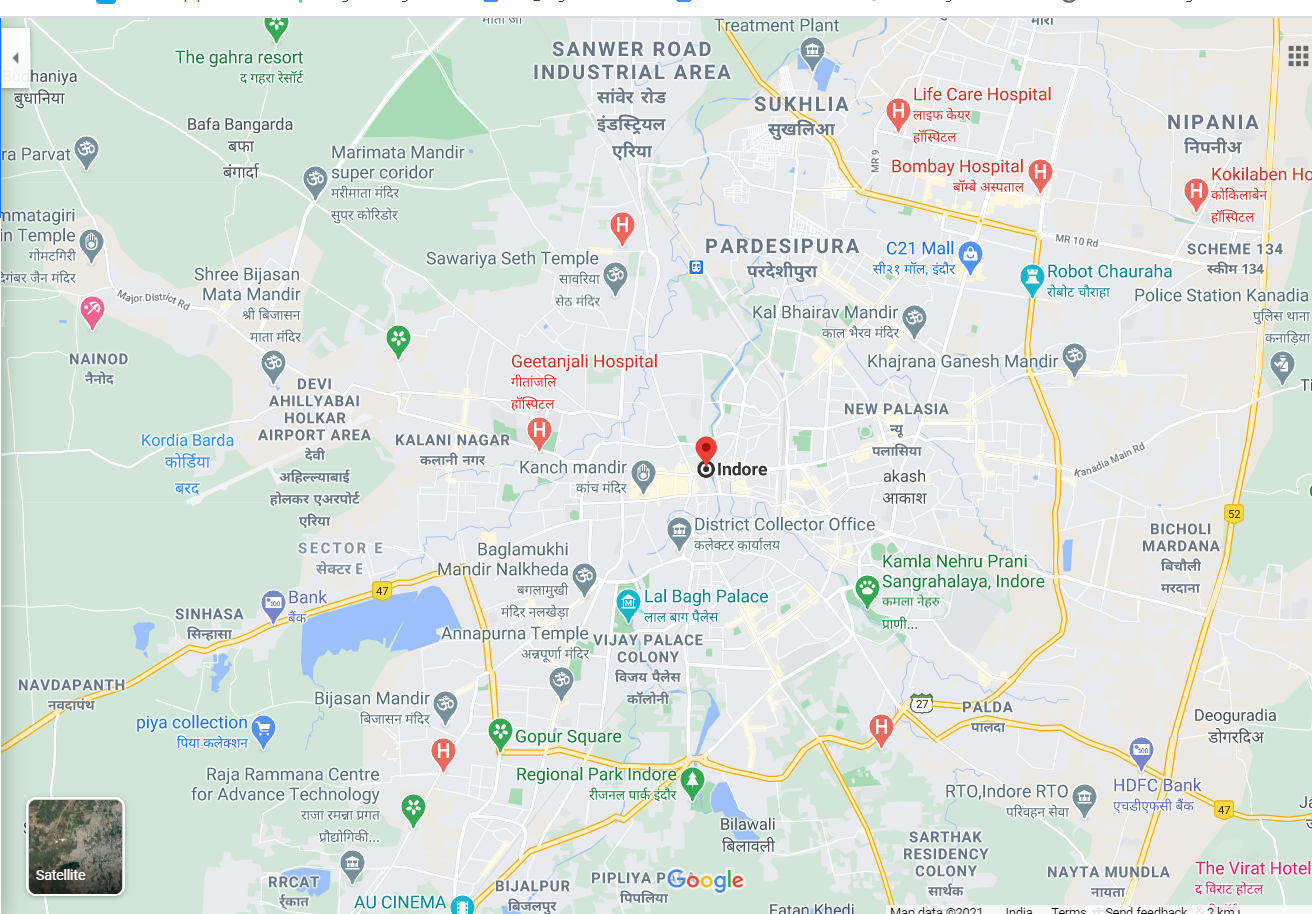 माता जी
Treatment Plant
मारी
SANWER ROAD
INDUSTRIAL AREA
सांवेर रोड
इंडस्ट्रियल
एरिया
The gahra resort
द गहरा रेसॉर्ट
बुधानिया
SUKHLIA
सुखलिआ
Life Care Hospital
लाइफ केयर
हॉस्पिटल
NIPANIA
निपनीअ
Bafa Bangarda
बफा
बंगार्दा
Marimata Mandir
super coridor
मरीमाता मंदिर
सुपर कोरिडोर
MR 9
Bombay Hospital
बॉम्बे अस्पताल
Kokilaben Ho
कोकिलाबेन
हॉस्पिटल
ra Parvat
mmatagiri
in Temple
गोमटगिरी
दिगंबर जैन मंदिर
PARDESIPURA
परदेशीपुरा
C21 Mall
सी२१ मॉल, इंदौर
MR 10 Rd
SCHEME 134
स्कीम 134
Sawariya Seth Temple
सावरिया
सेठ मंदिर
Shree Bijasan
Mata Mandir
श्री बिजासन
माता मंदिर
Major District Rd
Robot Chauraha
रोबोट चौराहा
Police Station Kanadia
पुलिस थाना
कनाड़िया
Kal Bhairav Mandir
काल भैरव मंदिर
NAINOD
नैनोद
Geetanjali Hospital
गीतांजलि
हॉस्पिटल
Khajrana Ganesh Mandir
DEVI
AHILLYABAI
HOLKAR
AIRPORT AREA
देवी
अहिल्याबाई
होलकर एअरपोर्ट
एरिया
NEW PALASIA
न्यू
पलासिया
Kordia Barda
कोर्डिया
बरद
KALANI NAGAR
कलानी नगर
Kanch mandir
कांच मंदिर
Indore
akash
आकाश
Kanadia Main Rd
52
District Collector Office
कलेक्टर कार्यालय
BICHOLI
MARDANA
बिचौली
मरदाना
SECTOR E
सेक्टर E
Baglamukhi
Mandir Nalkheda
बगलामुखी
मंदिर नलखेड़ा
Kamla Nehru Prani
Sangrahalaya, Indore
कमला नेहरु
प्राणी...
47
Bank
बैंक
SINHASA
सिन्हासा
Lal Bagh Palace
लाल बाग पैलेस
Annapurna Temple
अन्नपूर्णा मंदिर
VIJAY PALACE
COLONY
विजय पैलेस
कॉलोनी
NAVDAPANTH
नवदापंथ
Bijasan Mandir
बिजासन मंदिर
27
PALDA
पालदा
piya collection
पिया कलेक्शन
Gopur Square
Deoguradia
डोगरदिअ
Regional Park Indore
रीजनल पार्क इंदौर
Raja Rammana Centre
for Advance Technology
राजा रमन्ना प्रगत
प्रौद्योगिकी...
RTO,Indore RTO
परिवहन सेवा
HDFC Bank
एचडीएफसी बैंक
47
Bilawali
बिलावली
SARTHAK
RESIDENCY
COLONY
सार्थक
Satellite
RRCAT
र्रकात
BIJALPUR
बिजलपुर
PIPLIYA
पिपलिया
Google
NAYTA MUNDLA
नायता
The Virat Hotel
द विराट होटल
AU CINEMA
Fatan Khedi
Map data ©2021 India Terms Send feedback 2 km